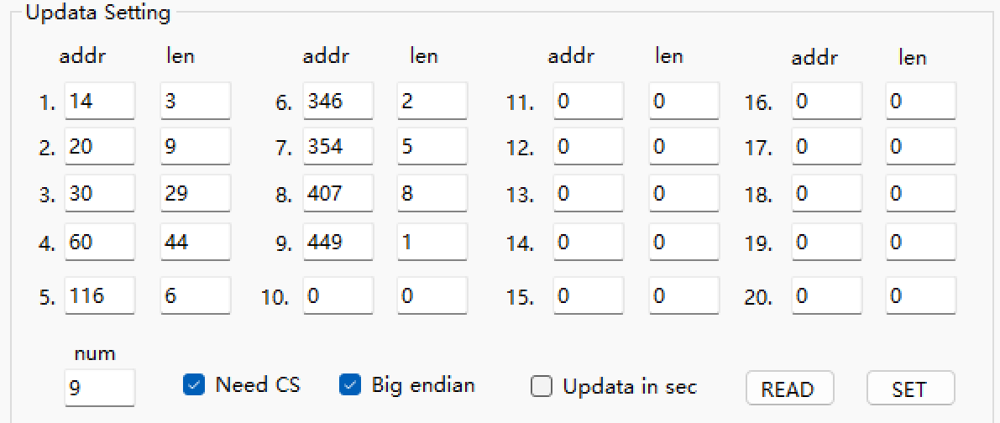 Updata Setting
addr len addr len addr len addr len
1. 14 3 6. 346 2 11. 0 0 16. 0 0
2. 20 9 7. 354 5 12. 0 0 17. 0 0
3. 30 29 8. 407 8 13. 0 0 18. 0 0
4. 60 44 9. 449 1 14. 0 0 19. 0 0
5. 116 6 10. 0 0 15. 0 0 20. 0 0
num
9 Need CS Big endian Updata in sec READ SET